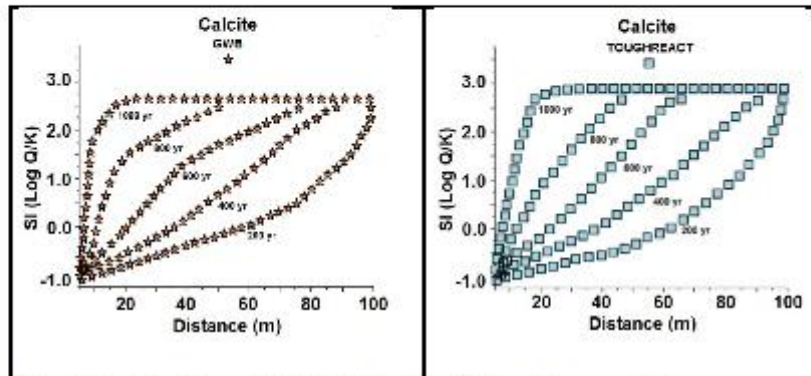 Calcite
GWB
3.0
2.0
1.0
0.0
-1.0
SI (Log Q/K)
1000 yr
800 yr
600 yr
400 yr
200 yr
20
40
60
80
100
Distance (m)
Calcite
TOUGHREACT
3.0
2.0
1.0
0.0
-1.0
SI (Log Q/K)
1000 yr
800 yr
600 yr
400 yr
200 yr
20
40
60
80
100
Distance (m)